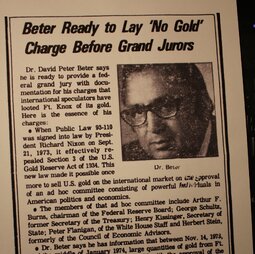 Beter Ready to Lay 'No Gold'
Charge Before Grand Jurors
Dr. David Peter Beter says
he is ready to provide a fed-
eral grand jury with docu-
mentation for his charges that
international speculators have
looted Ft. Knox of its gold.
Here is the essence of his
charges:
• When Public Law 93-110
was signed into law by Presi-
dent Richard Nixon on Sept.
21, 1973, it effectively re-
pealed Section 3 of the U.S.
Gold Reserve Act of 1934. This
new law made it possible once
Dr. Beter
more to sell U.S. gold on the international market on the approval
of an ad hoc committee consisting of powerful individuals in
American politics and economics.
• The members of that ad hoc committee include Arthur F.
Burns, chairman of the Federal Reserve Board; George Schultz,
former Secretary of the Treasury; Henry Kissinger, Secretary of
State; Peter Flanigan, of the White House Staff and Herbert Stein,
formerly of the Council of Economic Advisers.
• Dr. Beter says he has information that between Nov. 14, 1973,
middle of January 1974, large quantities of gold from Ft.